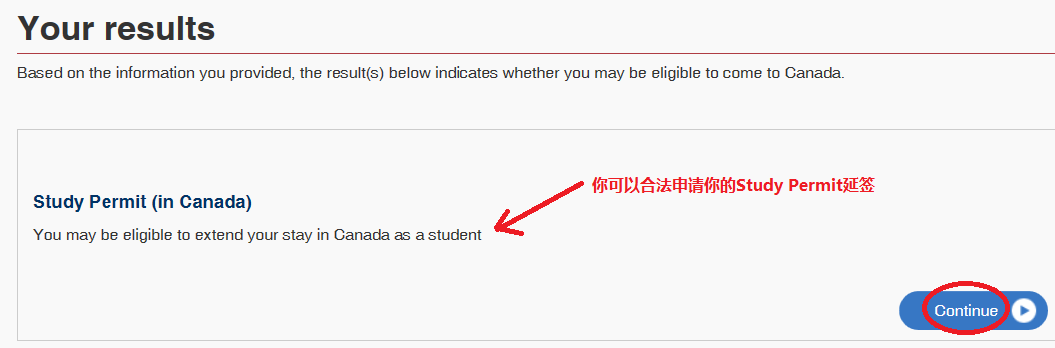 Your results
Based on the information you provided, the result(s) below indicates whether you may be eligible to come to Canada.
你可以合法申请你的Study Permit延签
Study Permit (in Canada)
You may be eligible to extend your stay in Canada as a student
Continue